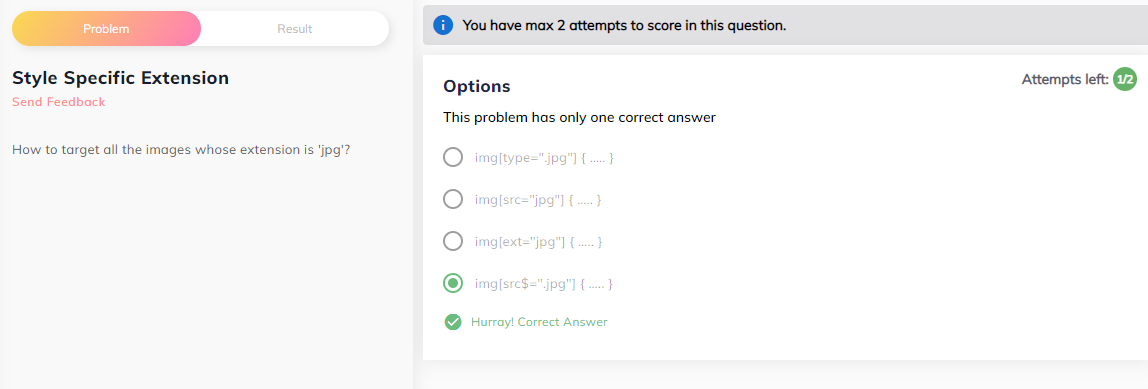 Problem
Result
Style Specific Extension
Send Feedback
How to target all the images whose extension is 'jpg'?
You have max 2 attempts to score in this question.
Options
Attempts left: 1/2
This problem has only one correct answer
img[type=".jpg"] { ..... }
img[src="jpg"] { ..... }
img[ext="jpg"] { ..... }
img[src$=".jpg"] { ..... }
Hurray! Correct Answer